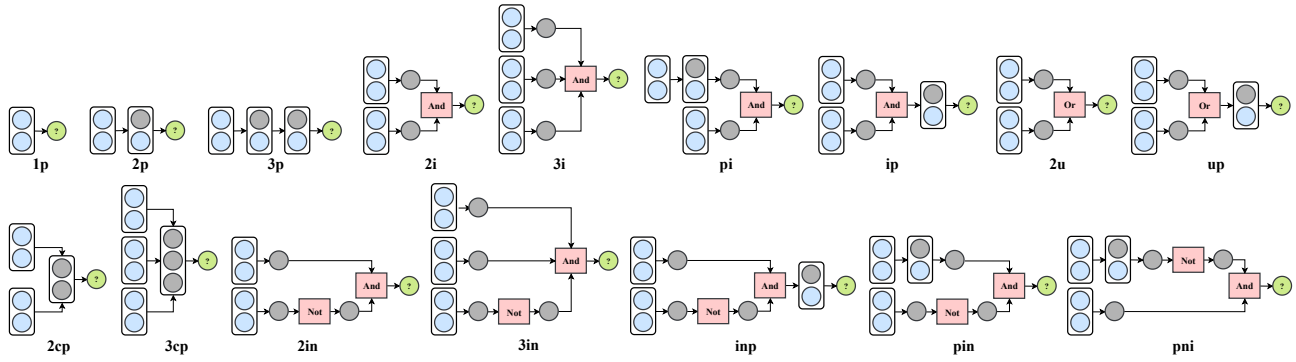 And ? And ? And ? And ? Or ? Or ?
? ? ?
1p 2p 3p 2i 3i pi ip 2u up
? ? Not And ? Not And ? Not And ? Not And ? Not And ?
2cp 3cp 2in 3in inp pin pni